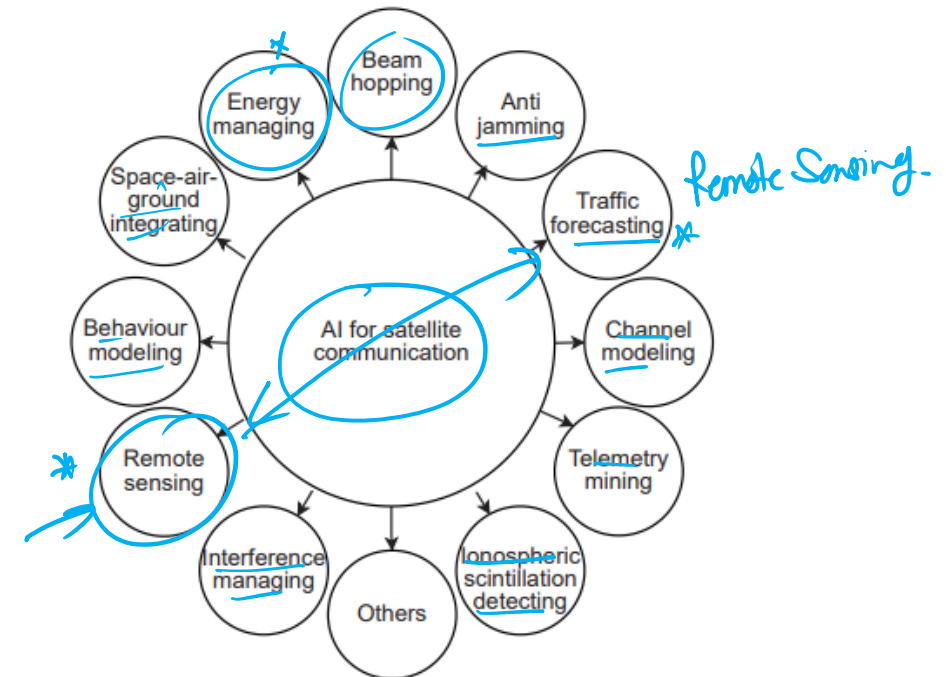 Beam
hopping
Anti
jamming
Traffic
forecasting
Remote Sensing.
Channel
modeling
Telemetry
mining
Ionospheric
scintillation
detecting
Others
Interference
managing
Remote
sensing
Behaviour
modeling
Space-air-
ground
integrating
Energy
managing
AI for satellite
communication